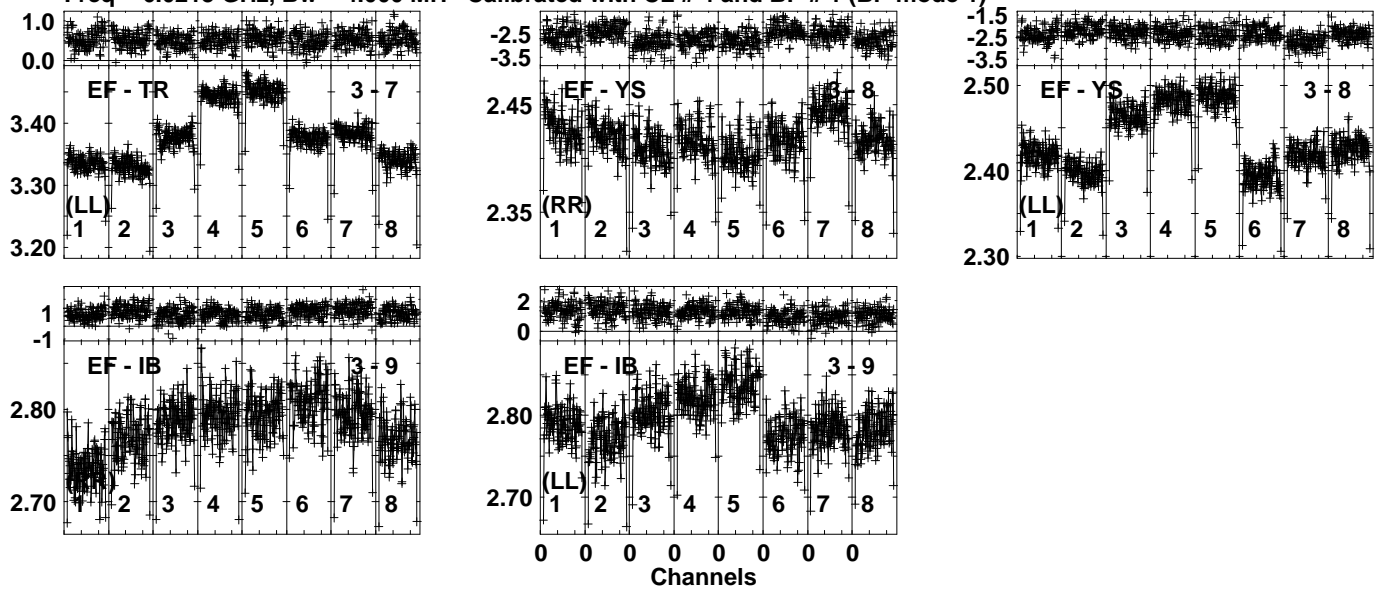 Freq GHz, Bw Calibrated with CL # and BP # (BP mode
1.0
0.0
EF - TR 3 - 7
3.40
3.30
3.20
(LL)
1 2 3 4 5 6 7 8
-2.5
-3.5
EF - YS 3 - 8
2.45
2.35
(RR)
1 2 3 4 5 6 7 8
-1.5
-2.5
-3.5
EF - YS 3 - 8
2.50
2.40
2.30
(LL)
1 2 3 4 5 6 7 8
1
-1
EF - IB 3 - 9
2.80
2.70
(RR)
1 2 3 4 5 6 7 8
2
0
EF - IB 3 - 9
2.80
2.70
(LL)
1 2 3 4 5 6 7 8
0 0 0 0 0 0 0 0
Channels